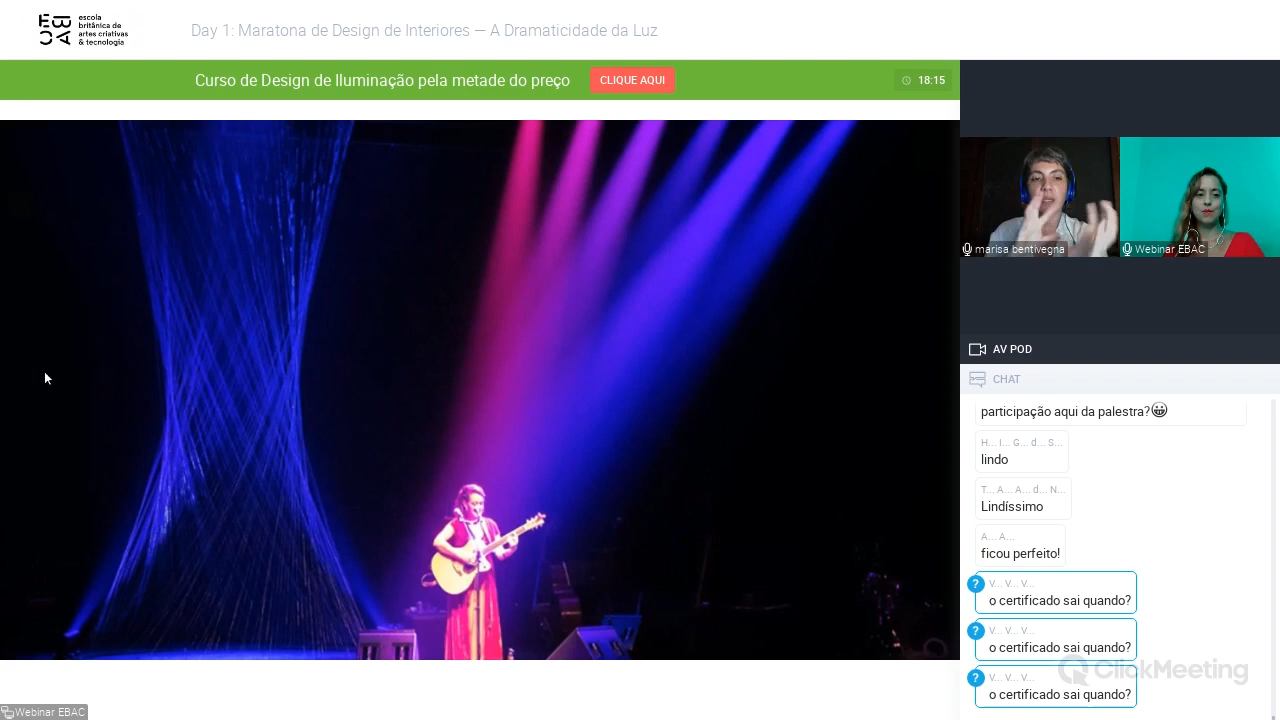 EBAC
escola
britânica de
artes criativas
& tecnologia
Day 1: Maratona de Design de Interiores — A Dramaticidade da Luz
Curso de Design de Iluminação pela metade do preço
CLIQUE AQUI
18:15
marisa bentivegna
Webinar EBAC
AV POD
CHAT
participação aqui da palestra?😀
H... I... G... d... S...
lindo
T... A... A... d... N...
Lindíssimo
A... A...
ficou perfeito!
?
V... V... V...
o certificado sai quando?
?
V... V... V...
o certificado sai quando?
ClickMeeting
?
V... V... V...
o certificado sai quando?
Webinar EBAC